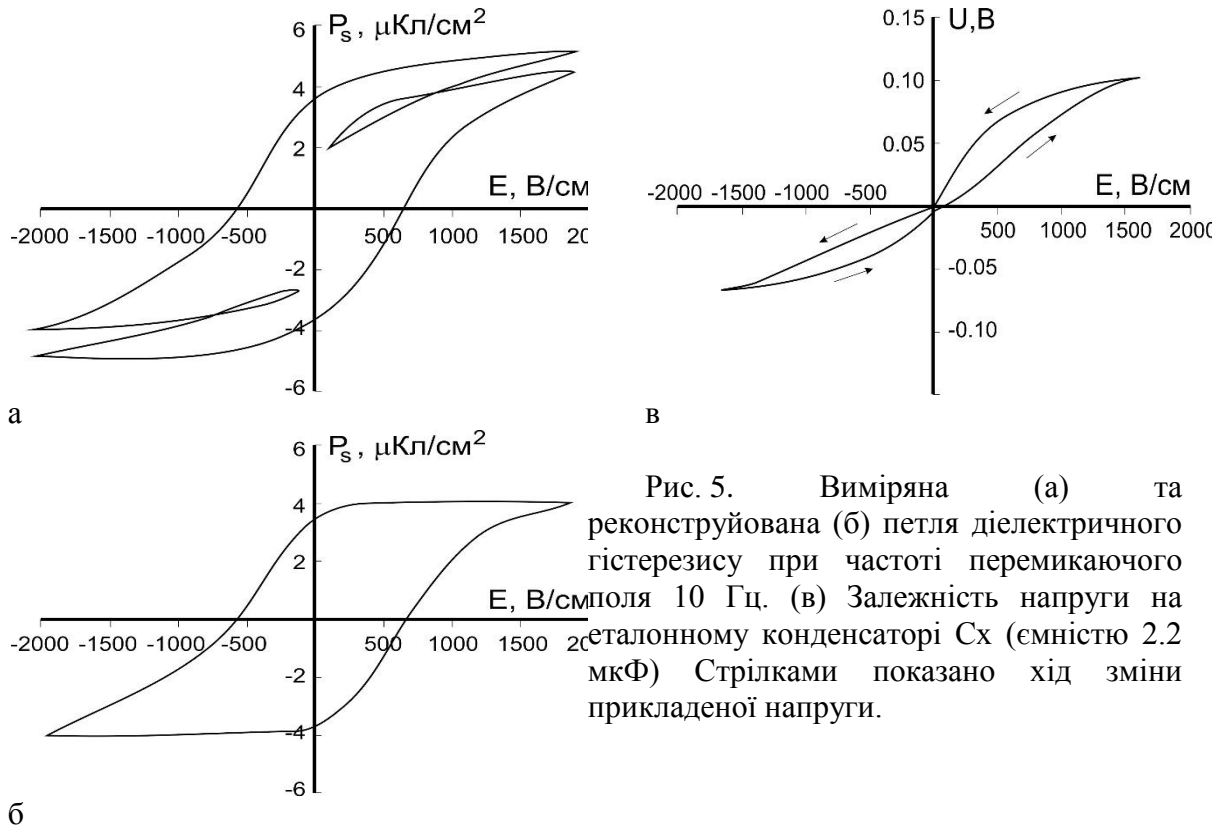 6 Pₛ, μКл/см²
4
2
E, В/см
-2000 -1500 -1000 -500 500 1000 1500 20
-2
-4
-6
а
0.15 U,В
0.10
0.05
E, В/см
-2000 -1500 -1000 -500
500 1000 1500 2000
-0.05
-0.10
в
6 Pₛ, μКл/см²
4
2
E, В/см
-2000 -1500 -1000 -500 500 1000 1500
-2
-4
-6
б
Рис. 5. Виміряна (а) та
реконструйована (б) петля діелектричного
гістерезису при частоті перемикаючого
поля 10 Гц. (в) Залежність напруги на
еталонному конденсаторі Сх (ємністю 2.2
мкФ) Стрілками показано хід зміни
прикладеної напруги.